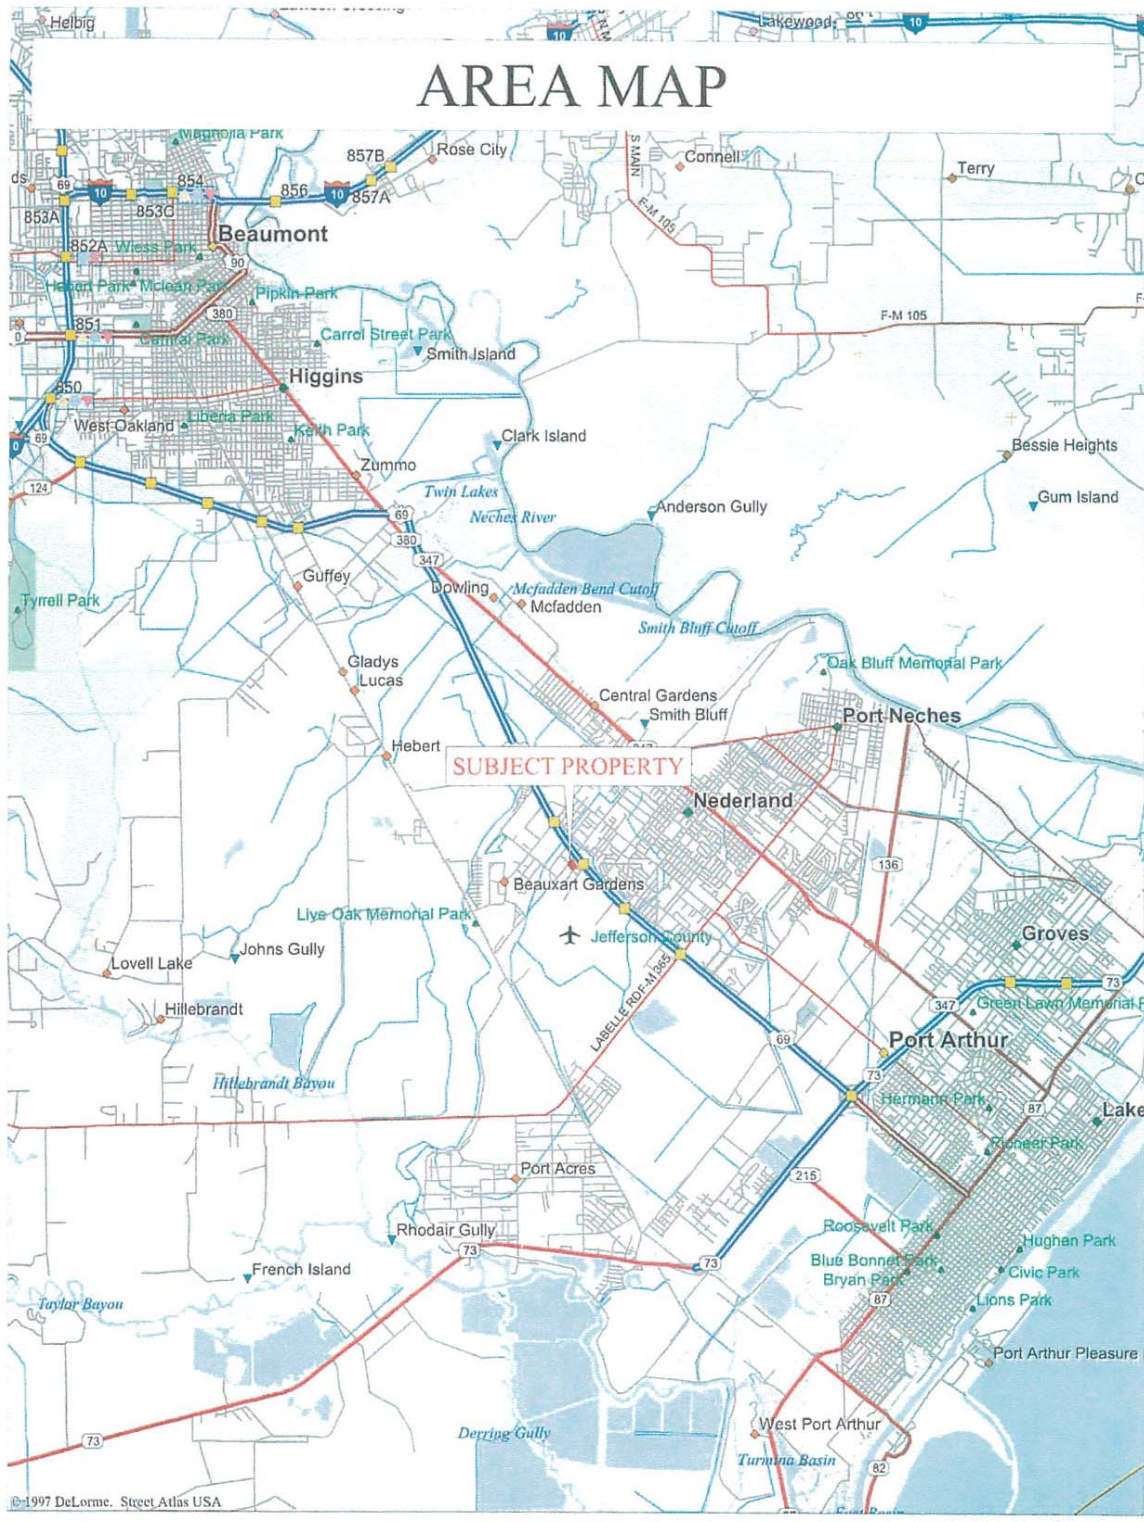 Helbig
10
Lakewood
10
AREA MAP
Magnolia Park
857B
Rose City
S MAIN
Connell
Terry
ds
69
10
854
856
10
857A
853A
853C
F-M 105
Beaumont
852A
Wiess Park
90
Hebert Park
Mclean Park
Pipkin Park
380
F-M 105
F-
851
Central Park
Carrol Street Park
Smith Island
Higgins
850
West Oakland
Liberia Park
Keith Park
Clark Island
Bessie Heights
69
Zummo
124
Twin Lakes
Gum Island
Neches River
Anderson Gully
69
380
347
Guffey
Dowling
Mcfadden Bend Cutoff
Mcfadden
Tyrrell Park
Smith Bluff Cutoff
Gladys
Lucas
Oak Bluff Memorial Park
Central Gardens
Smith Bluff
Port Neches
Hebert
347
SUBJECT PROPERTY
Nederland
136
Beauxart Gardens
Live Oak Memorial Park
Jefferson County
Groves
Johns Gully
Lovell Lake
LABELLE RD F-M 365
73
347
Green Lawn Memorial P
Hillebrandt
69
Port Arthur
73
Hillebrandt Bayou
Hermann Park
87
Lake
Pioneer Park
Port Acres
215
Rhodair Gully
Roosevelt Park
Hughen Park
73
73
Blue Bonnet Park
Bryan Park
Civic Park
French Island
87
Lions Park
Taylor Bayou
Port Arthur Pleasure
West Port Arthur
Derring Gully
73
Turmina Basin
82
© 1997 DeLorme. Street Atlas USA
87
East Basin